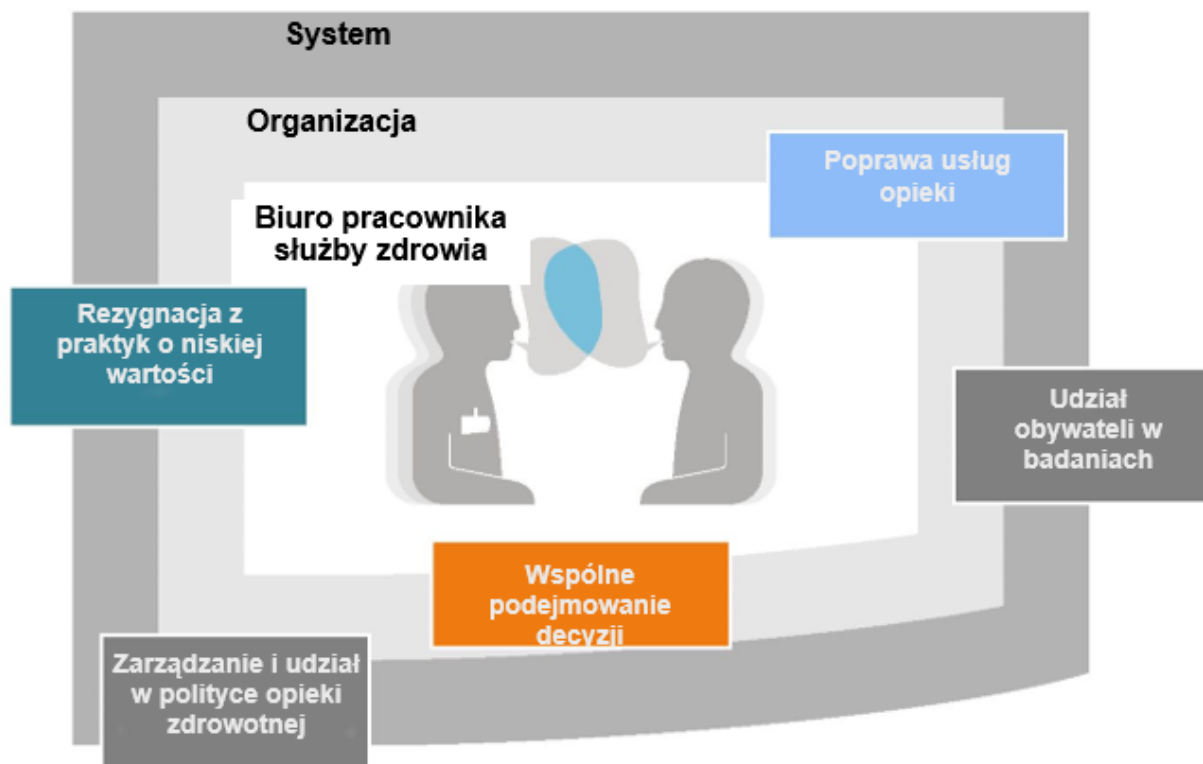 System
Organizacja
Poprawa usług
opieki
Biuro pracownika
służby zdrowia
Rezygnacja z
praktyk o niskiej
wartości
Udział
obywateli w
badaniach
Wspólne
podejmowanie
decyzji
Zarządzanie i udział
w polityce opieki
zdrowotnej